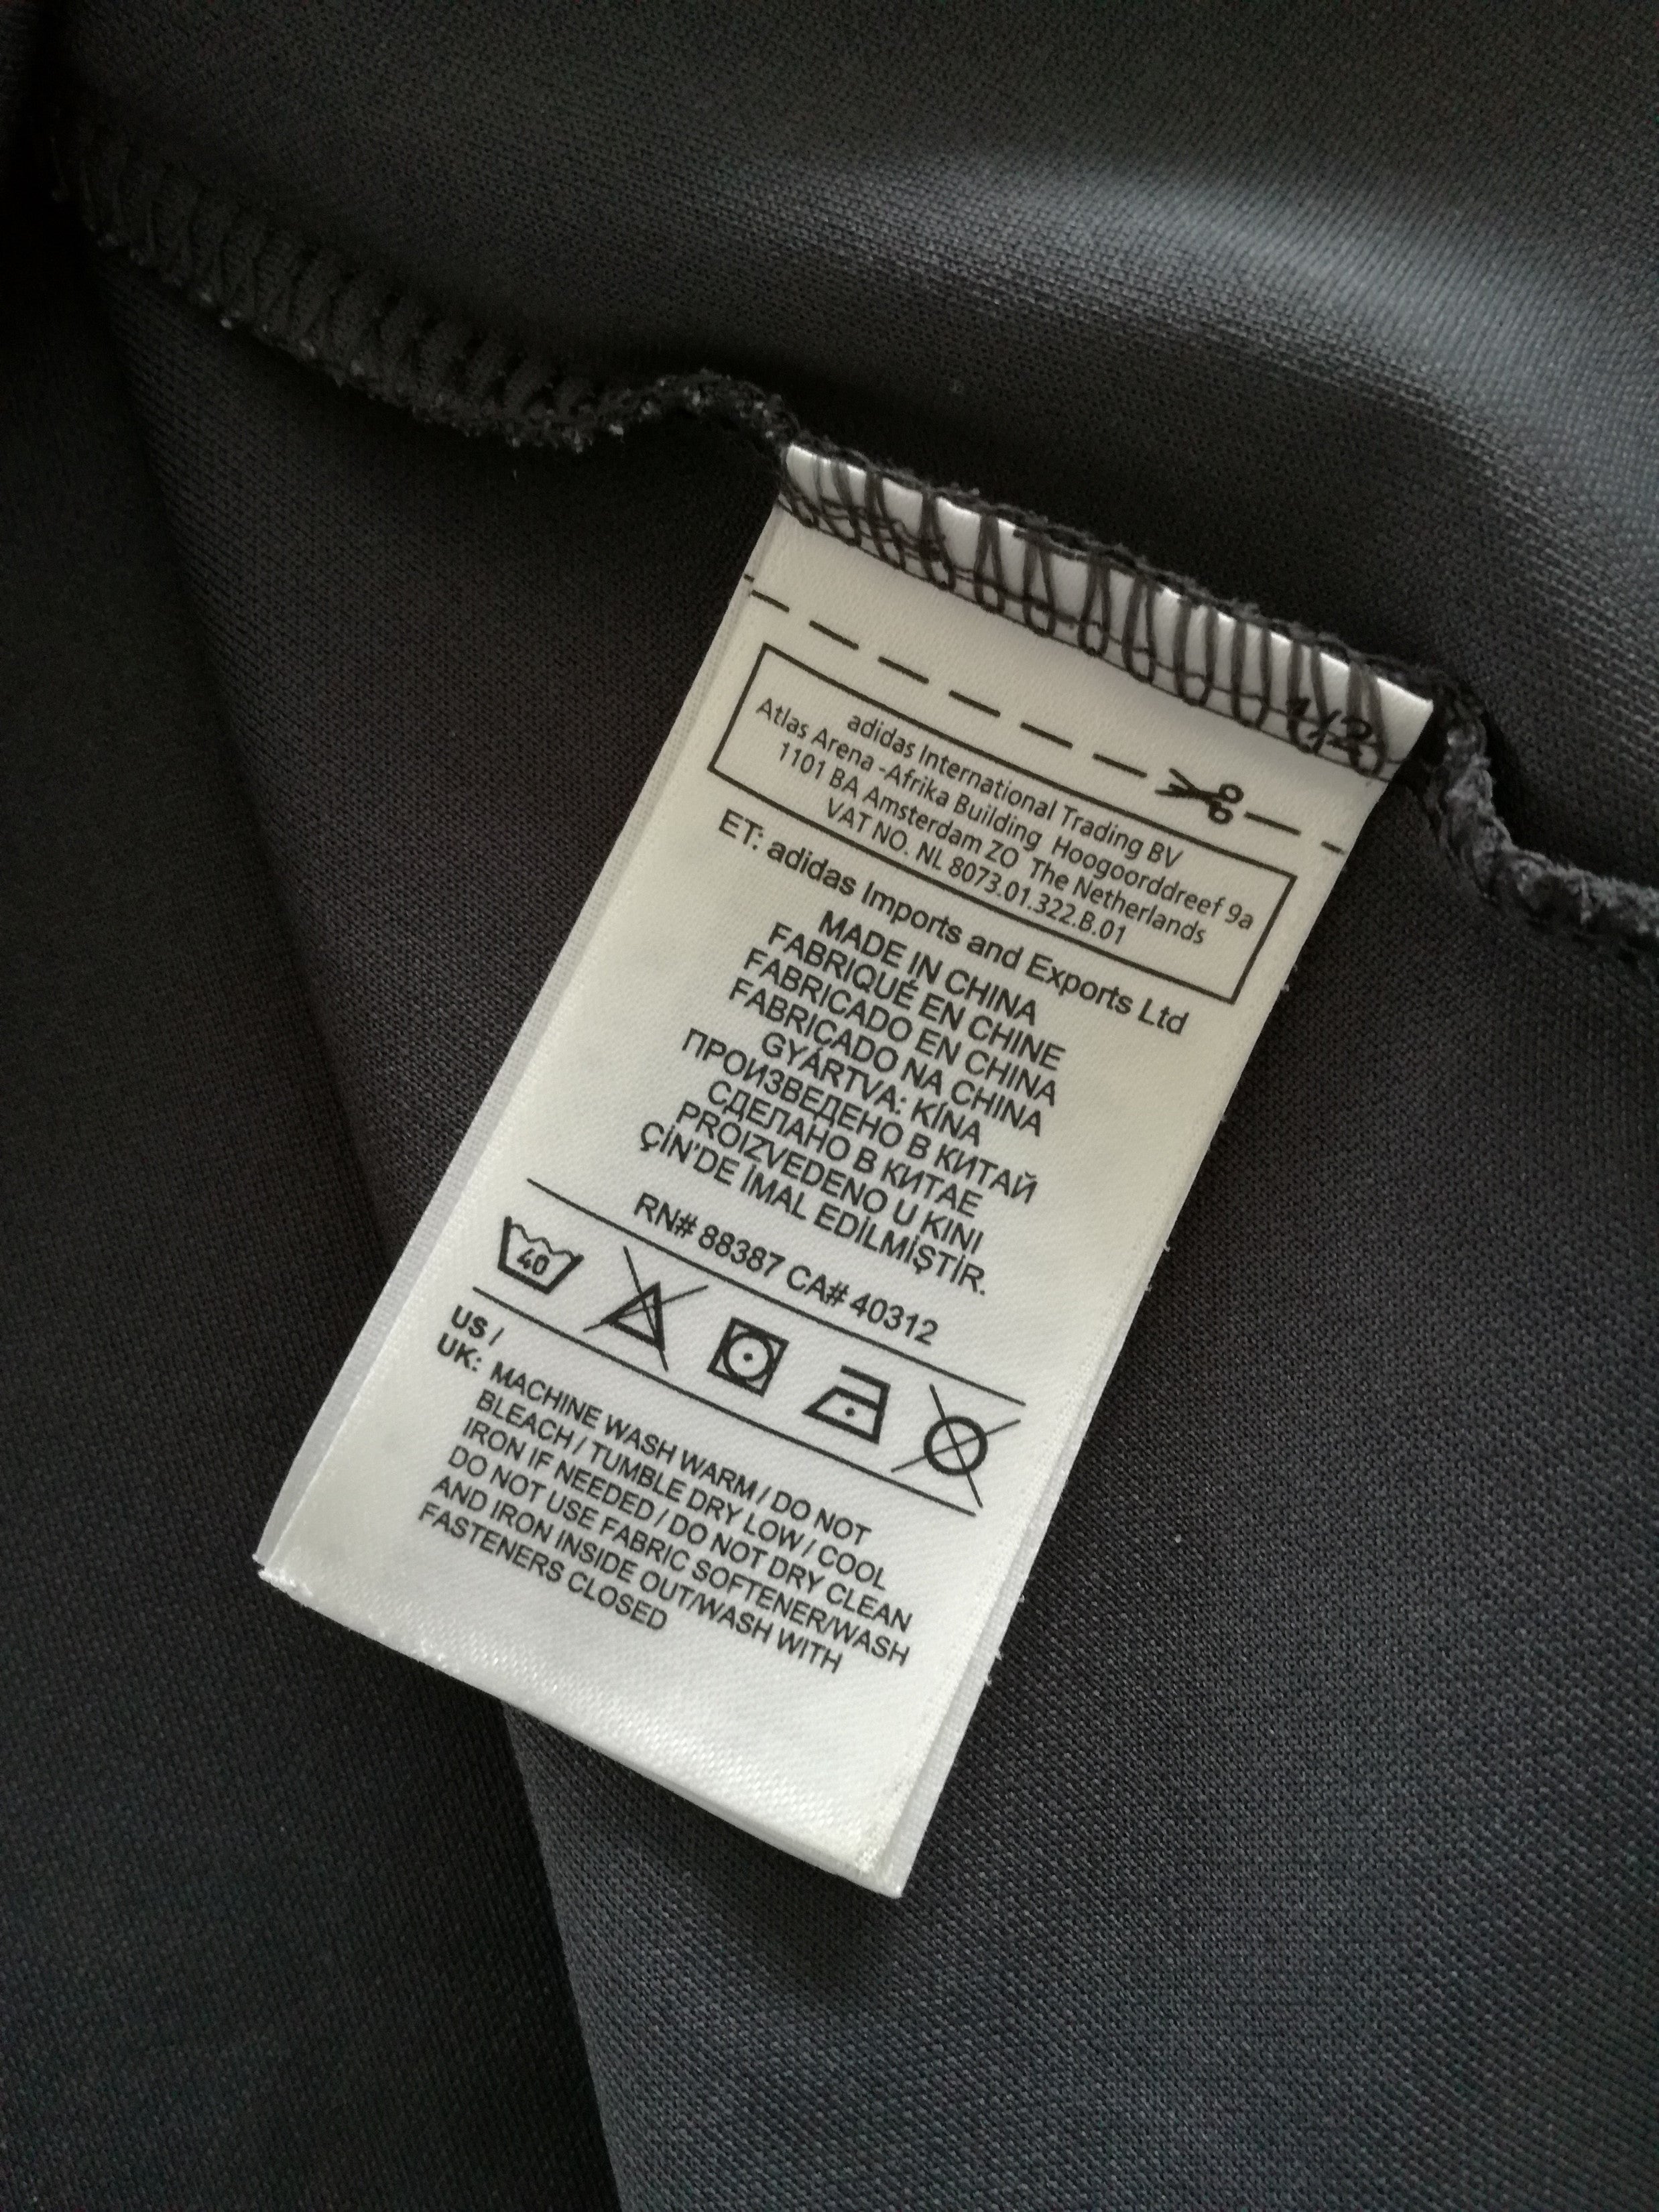 1/2
adidas International Trading BV
Atlas Arena -Afrika Building Hoogoorddreef 9a
1101 BA Amsterdam ZO The Netherlands
VAT NO. NL 8073.01.322.B.01
ET: adidas Imports and Exports Ltd
MADE IN CHINA
FABRIQUÉ EN CHINE
FABRICADO EN CHINA
FABRIÇADO NA CHINA
GYÁRTVA: KÍNA
ПРОИЗВЕДЕНО В КИТАЙ
СДЕЛАНО В КИТАЕ
PROIZVEDENO U KINI
ÇİN'DE İMAL EDİLMİŞTİR.
RN# 88387 CA# 40312
40
US /
UK: MACHINE WASH WARM / DO NOT
BLEACH / TUMBLE DRY LOW / COOL
IRON IF NEEDED / DO NOT DRY CLEAN
DO NOT USE FABRIC SOFTENER/WASH
AND IRON INSIDE OUT/WASH WITH
FASTENERS CLOSED